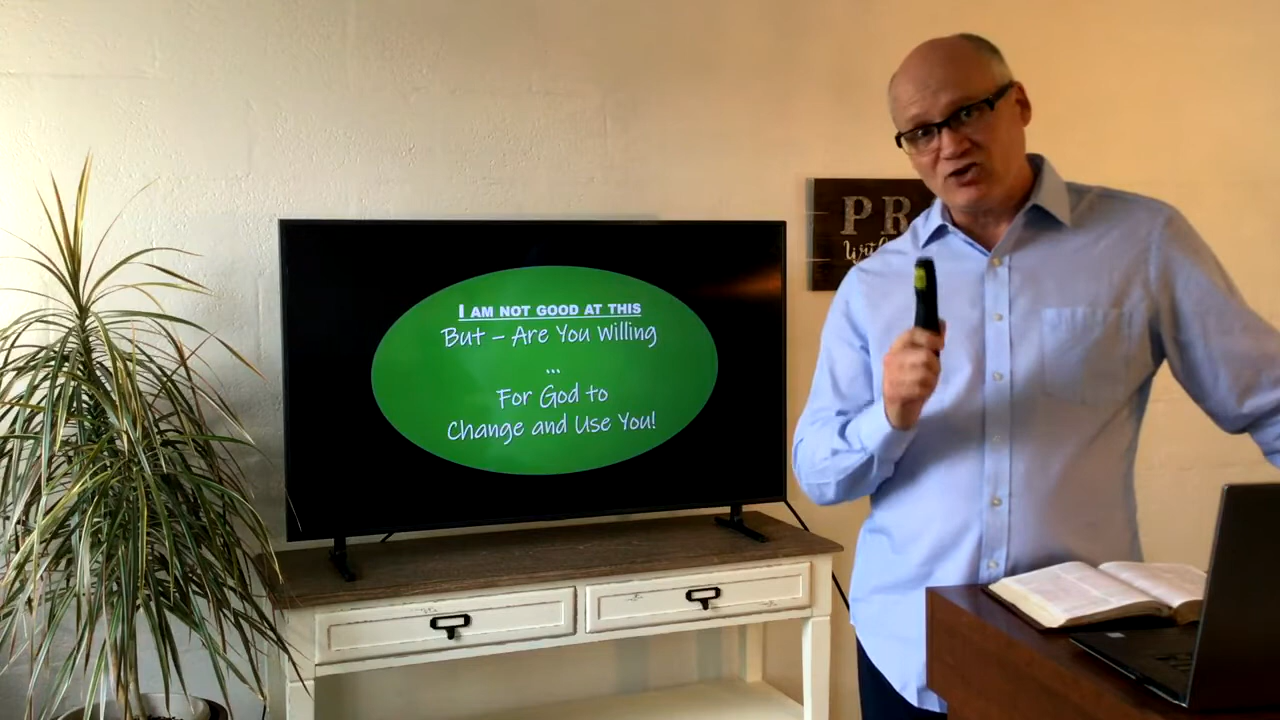 I AM NOT GOOD AT THIS
But – Are You Willing
...
For God to
Change and Use You!